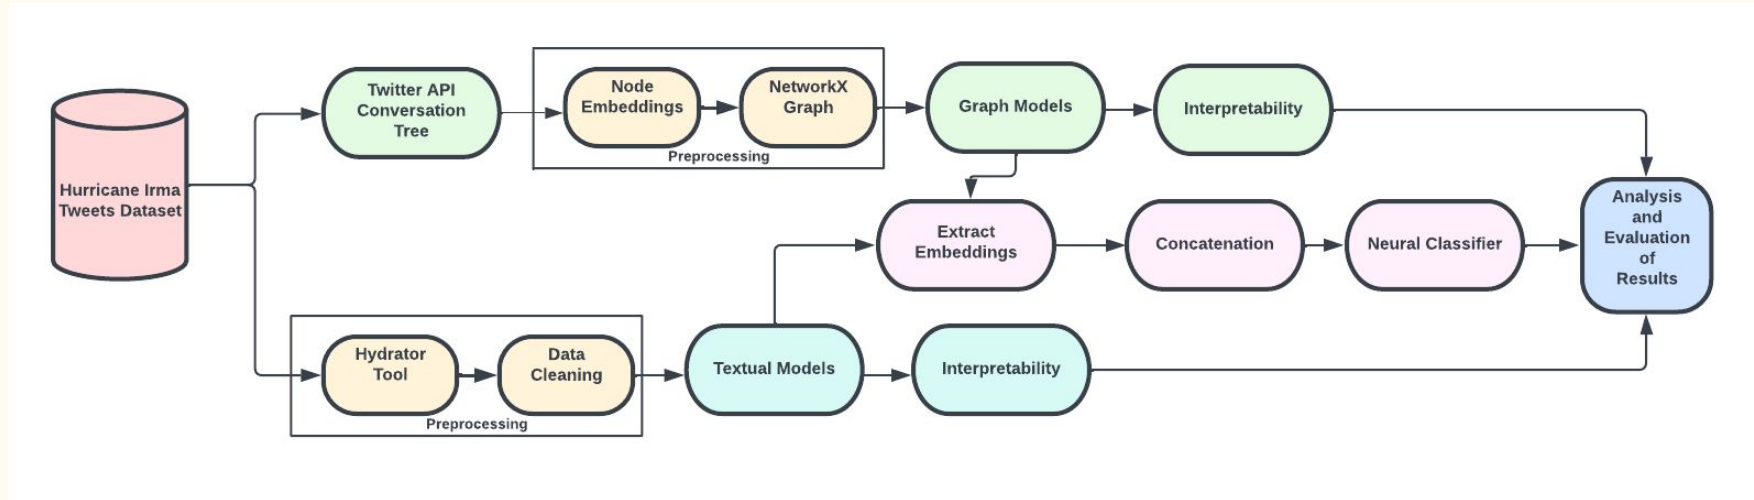 Hurricane Irma
Tweets Dataset
Twitter API
Conversation
Tree
Node
Embeddings
NetworkX
Graph
Preprocessing
Graph Models
Interpretability
Extract
Embeddings
Concatenation
Neural Classifier
Analysis
and
Evaluation
of
Results
Hydrator
Tool
Data
Cleaning
Preprocessing
Textual Models
Interpretability